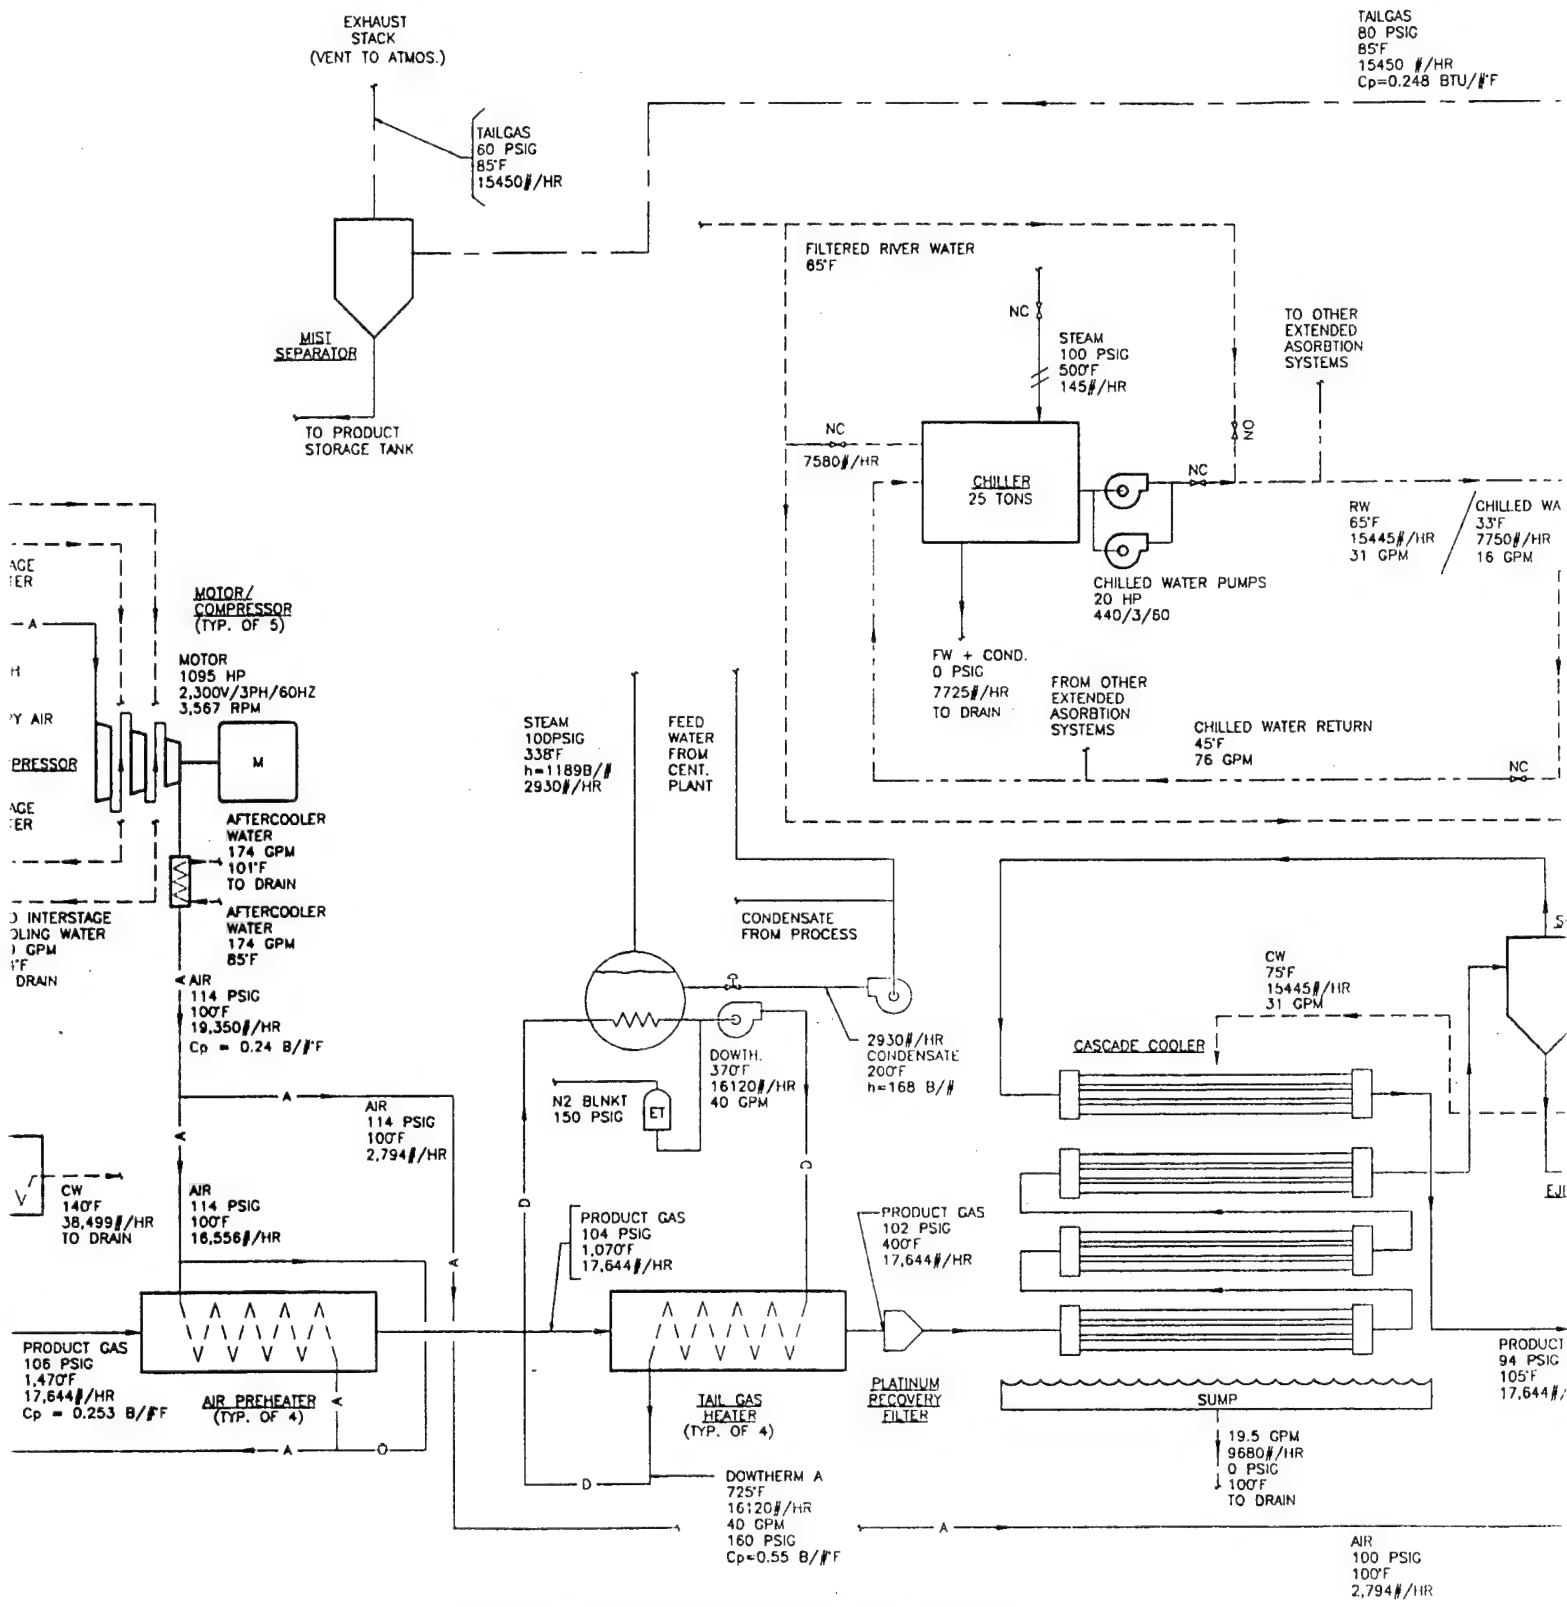 EXHAUST
STACK
(VENT TO ATMOS.)
TAILGAS
60 PSIG
85°F
15450#/HR
TAILGAS
80 PSIG
85°F
15450 #/HR
Cp=0.248 BTU/#°F
MIST
SEPARATOR
TO PRODUCT
STORAGE TANK
FILTERED RIVER WATER
85°F
NC
STEAM
100 PSIG
500°F
145#/HR
TO OTHER
EXTENDED
ASORBTION
SYSTEMS
NC
7580#/HR
CHILLER
25 TONS
NC
NO
RW
65°F
15445#/HR
31 GPM
CHILLED WA
33°F
7750#/HR
16 GPM
CHILLED WATER PUMPS
20 HP
440/3/60
FW + COND.
0 PSIG
7725#/HR
TO DRAIN
FROM OTHER
EXTENDED
ASORBTION
SYSTEMS
CHILLED WATER RETURN
45°F
76 GPM
NC
AGE
TER
A
H
PY AIR
PRESSOR
AGE
TER
MOTOR/
COMPRESSOR
(TYP. OF 5)
MOTOR
1095 HP
2,300V/3PH/60HZ
3,567 RPM
M
AFTERCOOLER
WATER
174 GPM
101°F
TO DRAIN
AFTERCOOLER
WATER
174 GPM
85°F
O INTERSTAGE
OLING WATER
GPM
°F
DRAIN
STEAM
100PSIG
338°F
h=1189B/#
2930#/HR
FEED
WATER
FROM
CENT.
PLANT
CONDENSATE
FROM PROCESS
A
AIR
114 PSIG
100°F
19,350#/HR
Cp = 0.24 B/#°F
DOWTH.
370°F
16120#/HR
40 GPM
2930#/HR
CONDENSATE
200°F
h=168 B/#
N2 BLNKT
150 PSIG
ET
CW
75°F
15445#/HR
31 GPM
CASCADE COOLER
A
AIR
114 PSIG
100°F
2,794#/HR
A
V
CW
140°F
38,499#/HR
TO DRAIN
AIR
114 PSIG
100°F
16,556#/HR
A
D
PRODUCT GAS
104 PSIG
1,070°F
17,644#/HR
PRODUCT GAS
102 PSIG
400°F
17,644#/HR
EJ
PRODUCT GAS
106 PSIG
1,470°F
17,644#/HR
Cp = 0.253 B/#°F
AIR PREHEATER
(TYP. OF 4)
A
A
O
TAIL GAS
HEATER
(TYP. OF 4)
PLATINUM
RECOVERY
FILTER
SUMP
PRODUCT
94 PSIG
105°F
17,644#/
19.5 GPM
9680#/HR
0 PSIG
100°F
TO DRAIN
D
DOWTHERM A
725°F
16120#/HR
40 GPM
160 PSIG
Cp=0.55 B/#°F
A
AIR
100 PSIG
100°F
2,794#/HR